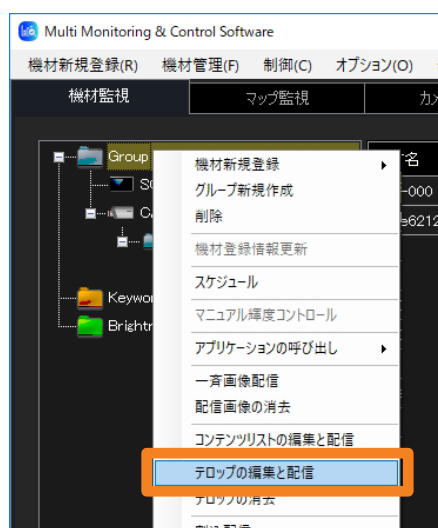 Multi Monitoring & Control Software
機材新規登録(R) 機材管理(F) 制御(C) オプション(O)
機材監視 マップ監視
Group
機材新規登録
グループ新規作成
-000
削除
機材登録情報更新
スケジュール
マニュアル輝度コントロール
アプリケーションの呼び出し
一斉画像配信
配信画像の消去
コンテンツリストの編集と配信
テロップの編集と配信
テロップの消去